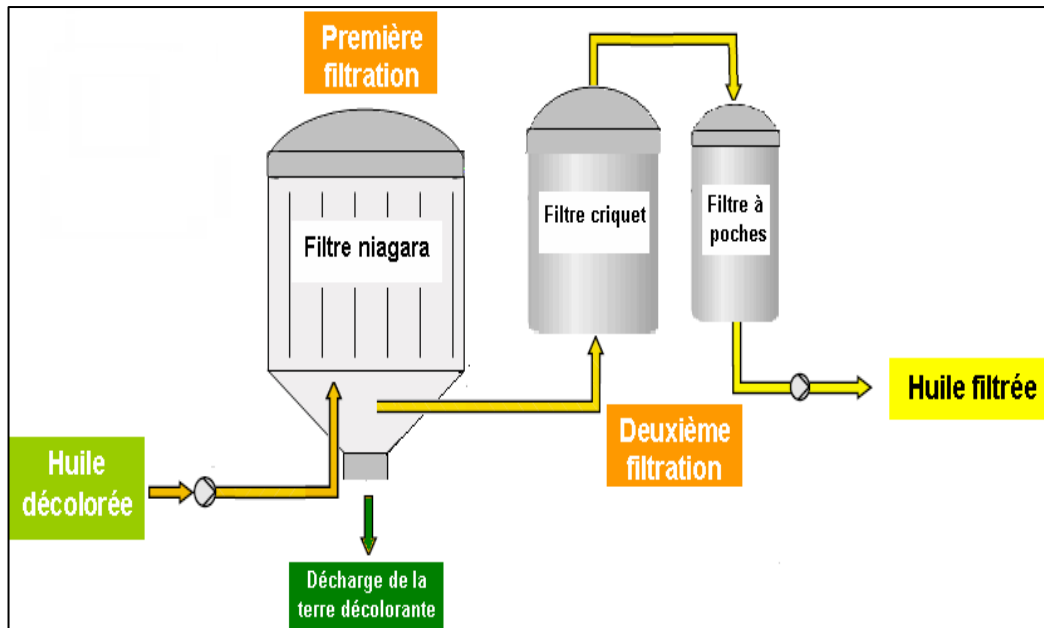 Première
filtration
Filtre niagara
Filtre criquet
Filtre à
poches
Huile
décolorée
Deuxième
filtration
Huile filtrée
Décharge de la
terre décolorante